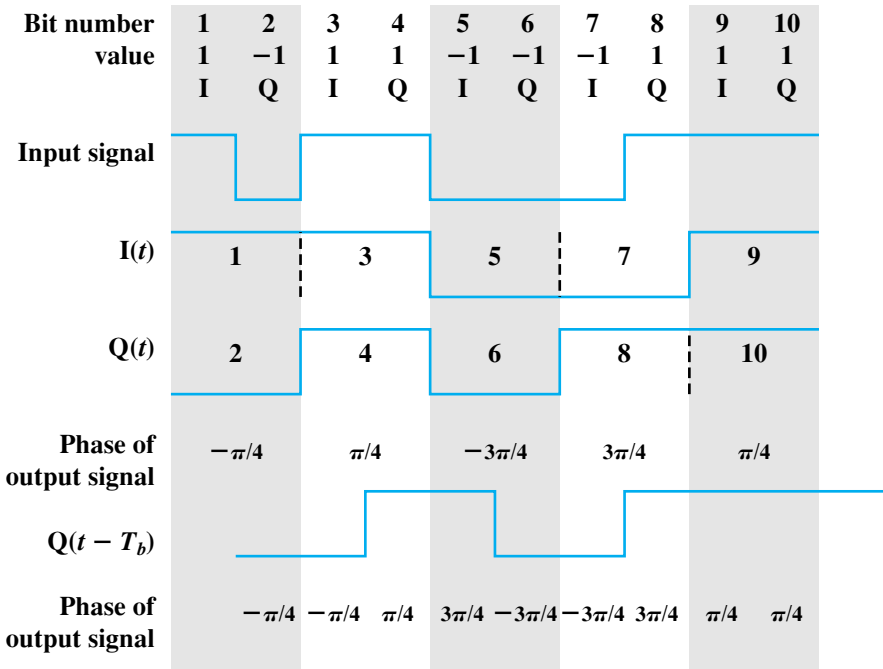 Bit number 1 2 3 4 5 6 7 8 9 10
value 1 −1 1 1 −1 −1 −1 1 1 1
I Q I Q I Q I Q I Q
Input signal
I(t) 1 3 5 7 9
Q(t) 2 4 6 8 10
Phase of
output signal −π/4 π/4 −3π/4 3π/4 π/4
Q(t − T_b)
Phase of
output signal −π/4 −π/4 π/4 3π/4 −3π/4 −3π/4 3π/4 π/4 π/4